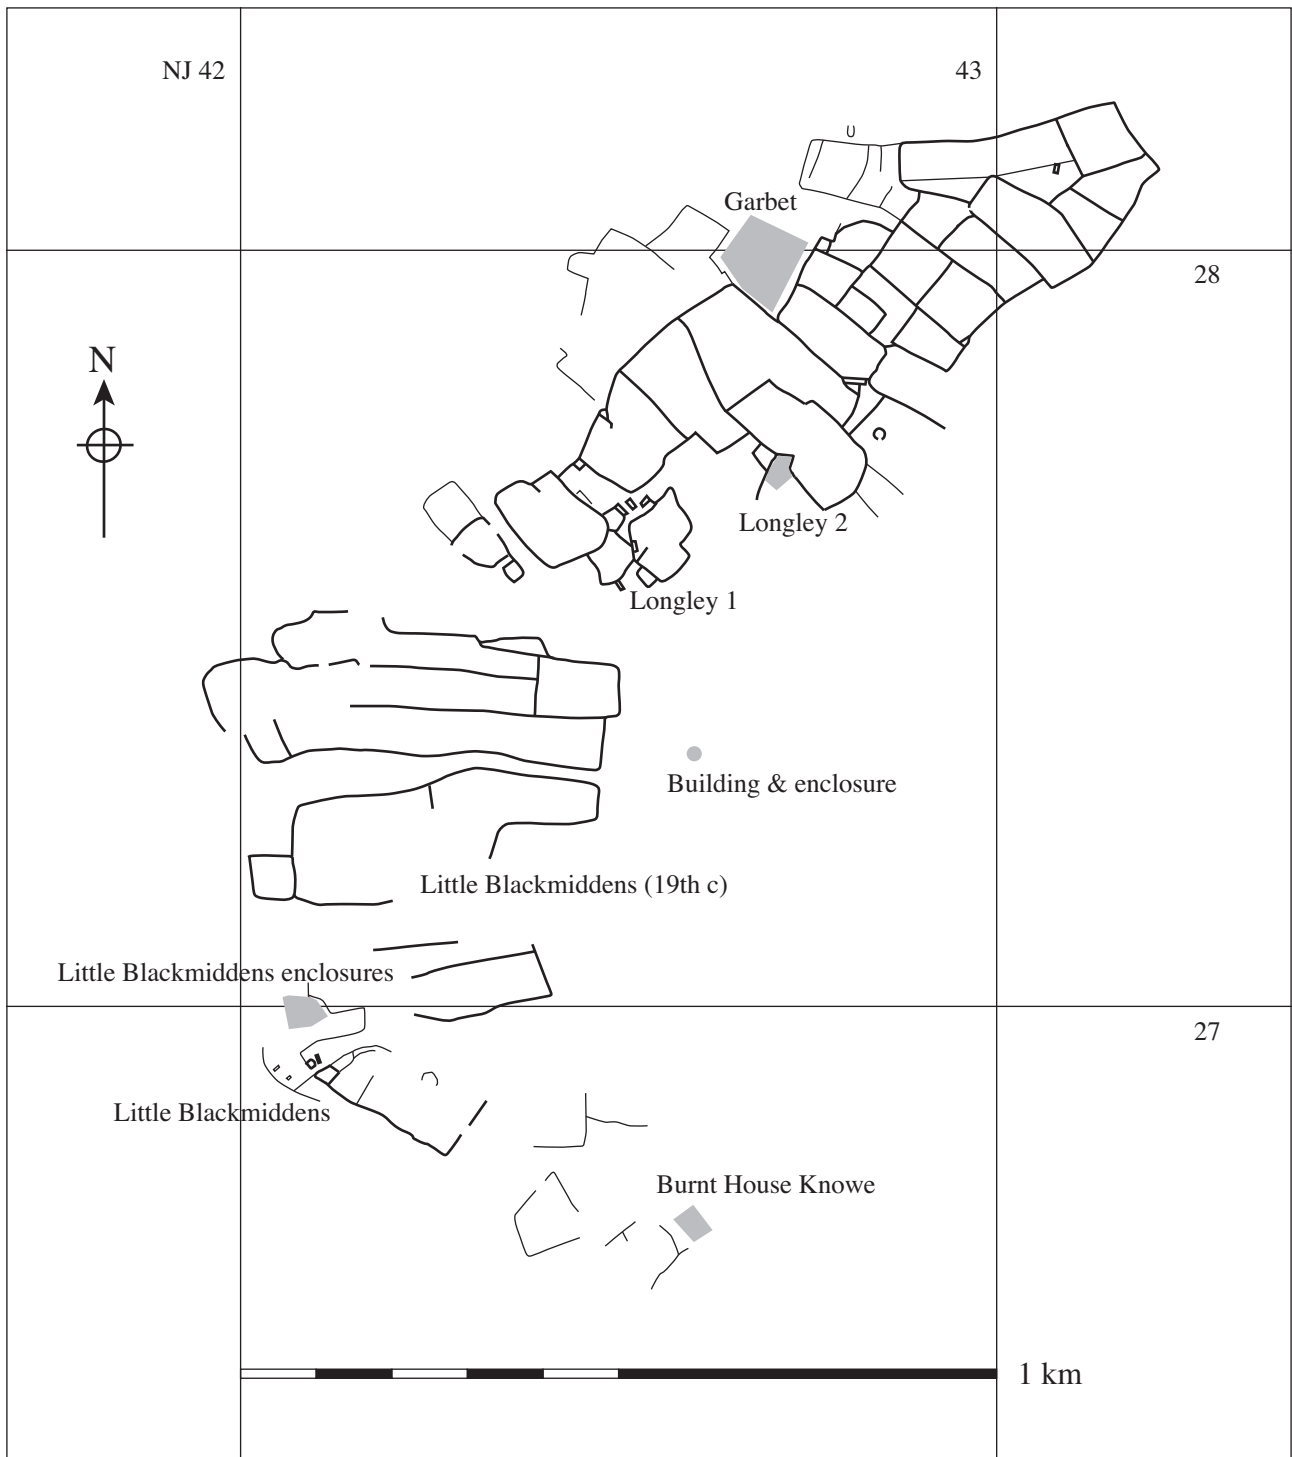 NJ 42
43
Garbet
28
N
Longley 2
Longley 1
Building & enclosure
Little Blackmiddens (19th c)
Little Blackmiddens enclosures
27
Little Blackmiddens
Burnt House Knowe
1 km